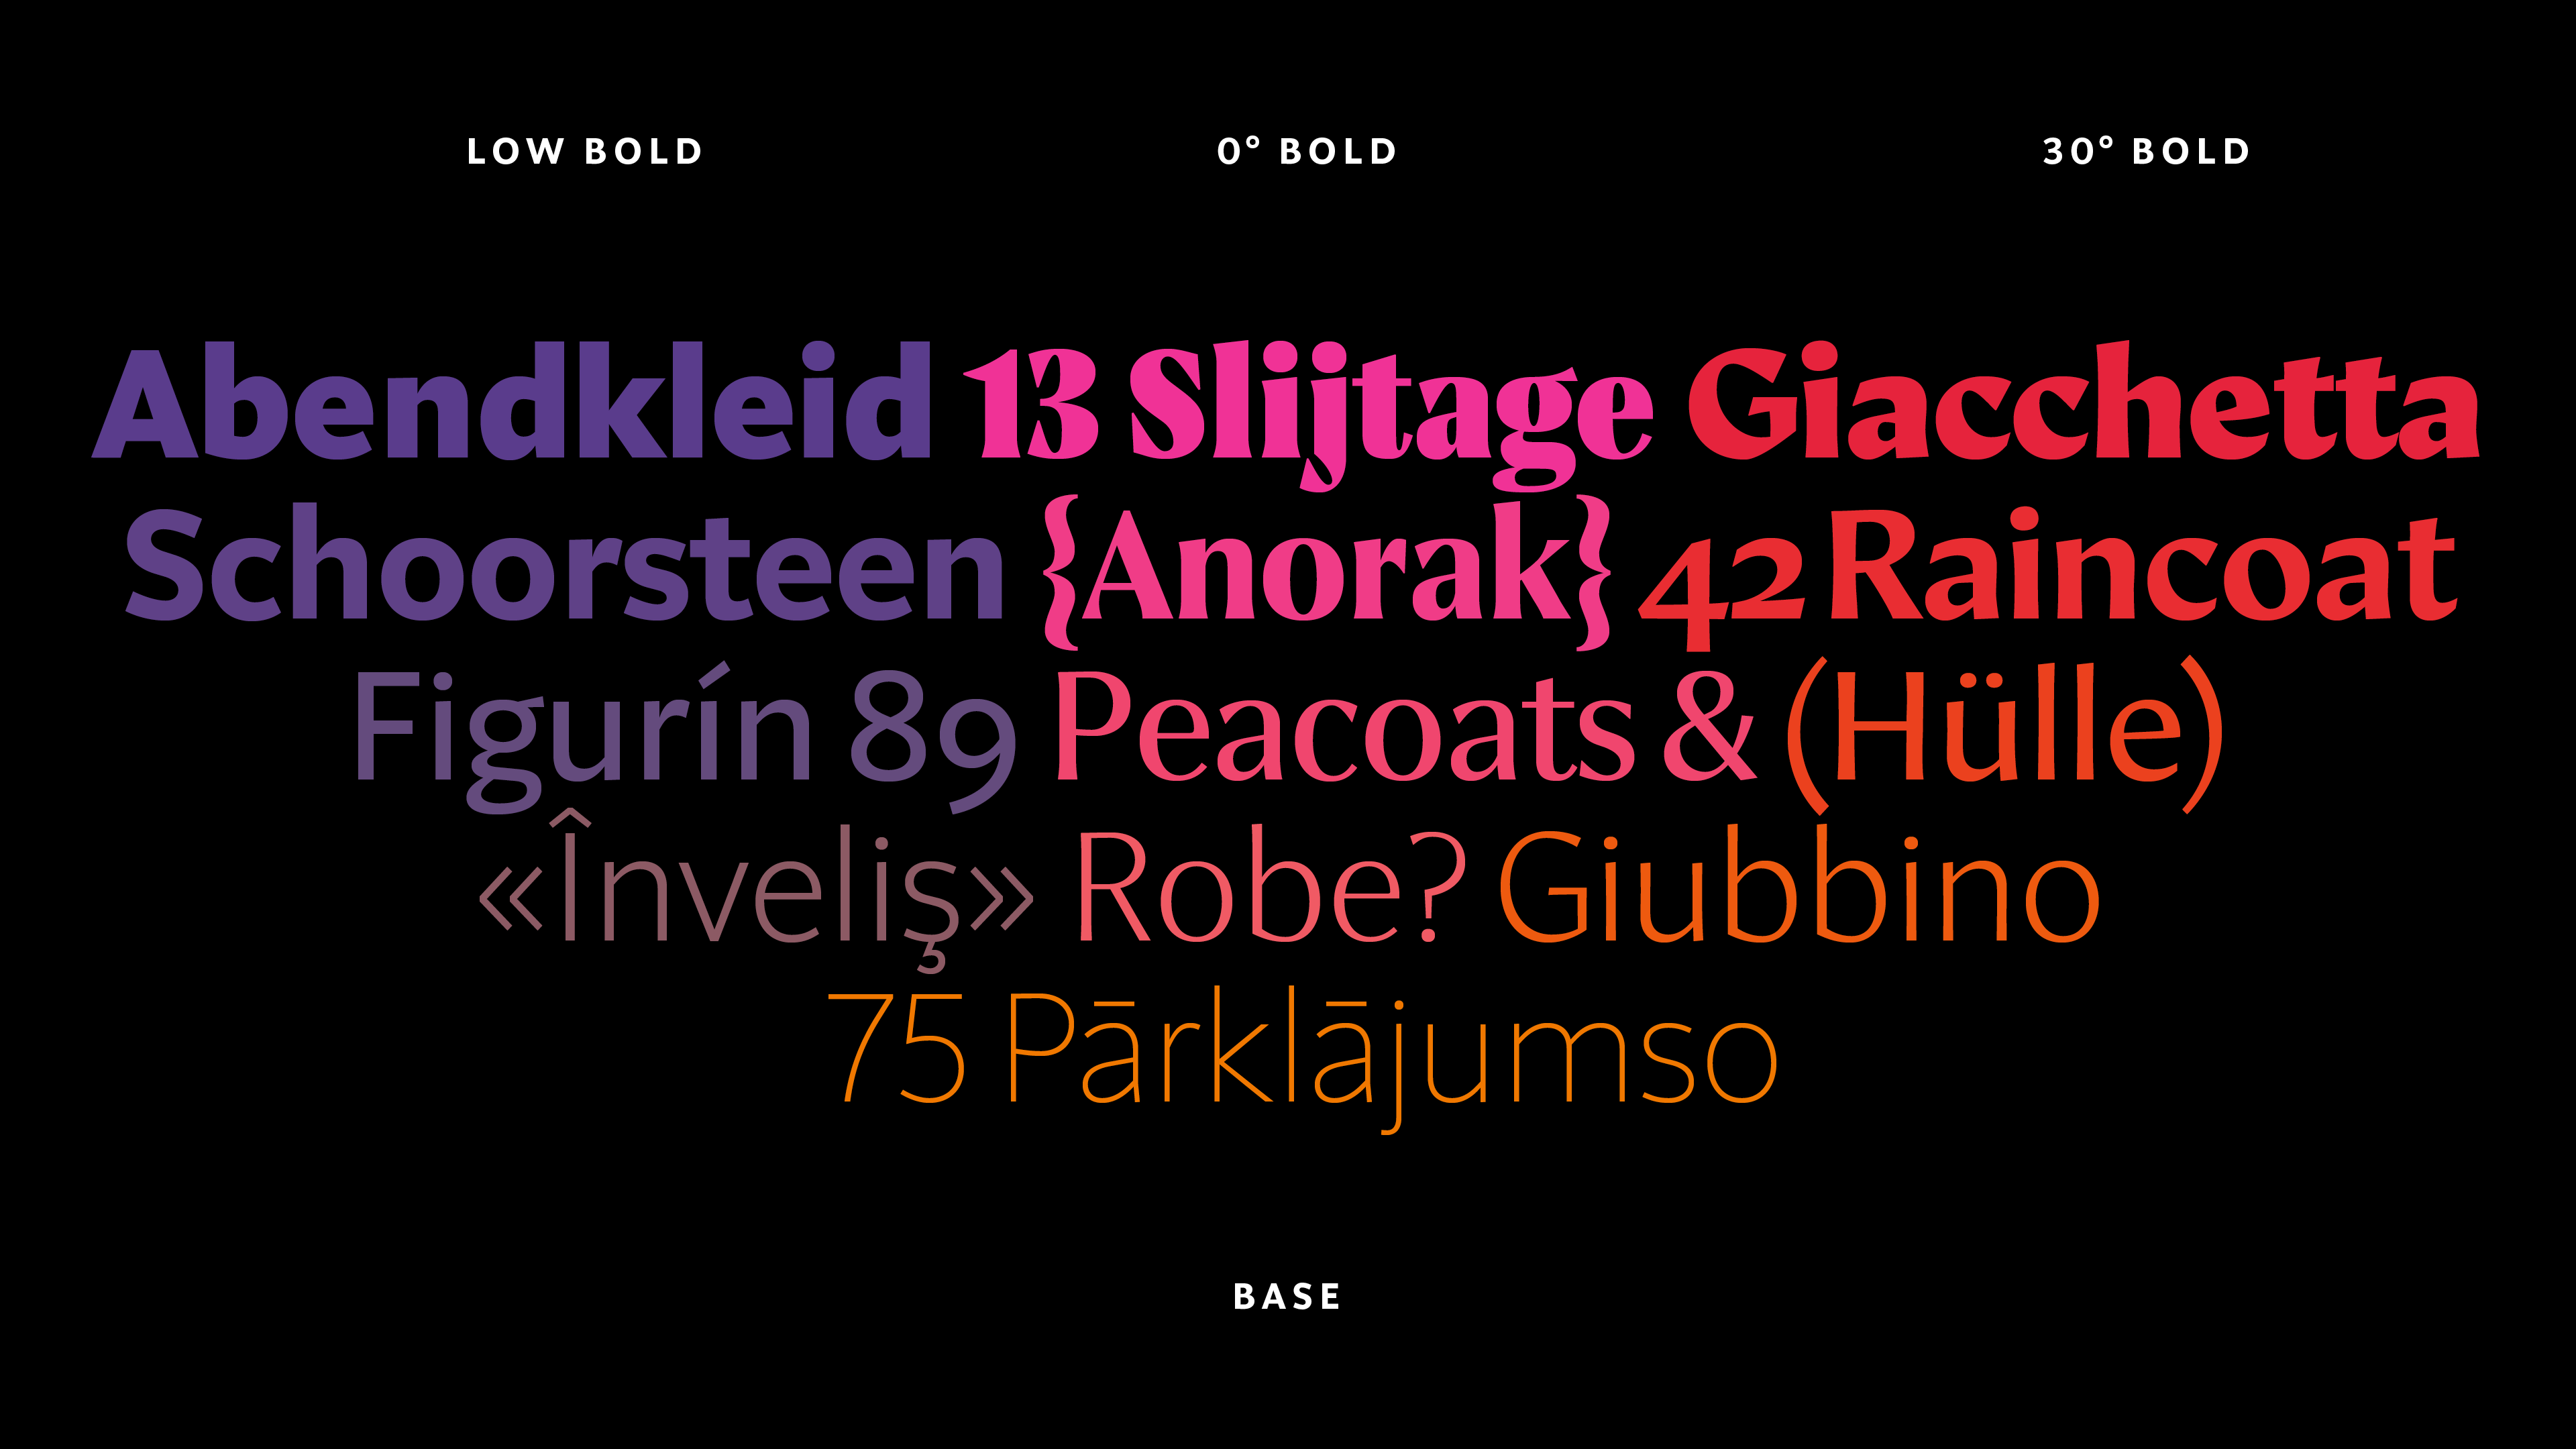 LOW BOLD 0° BOLD 30° BOLD
Abendkleid 13 Slijtage Giacchetta
Schoorsteen {Anorak} 42 Raincoat
Figurín 89 Peacoats & (Hülle)
«Înveliş» Robe? Giubbino
75 Pārklājumso
BASE